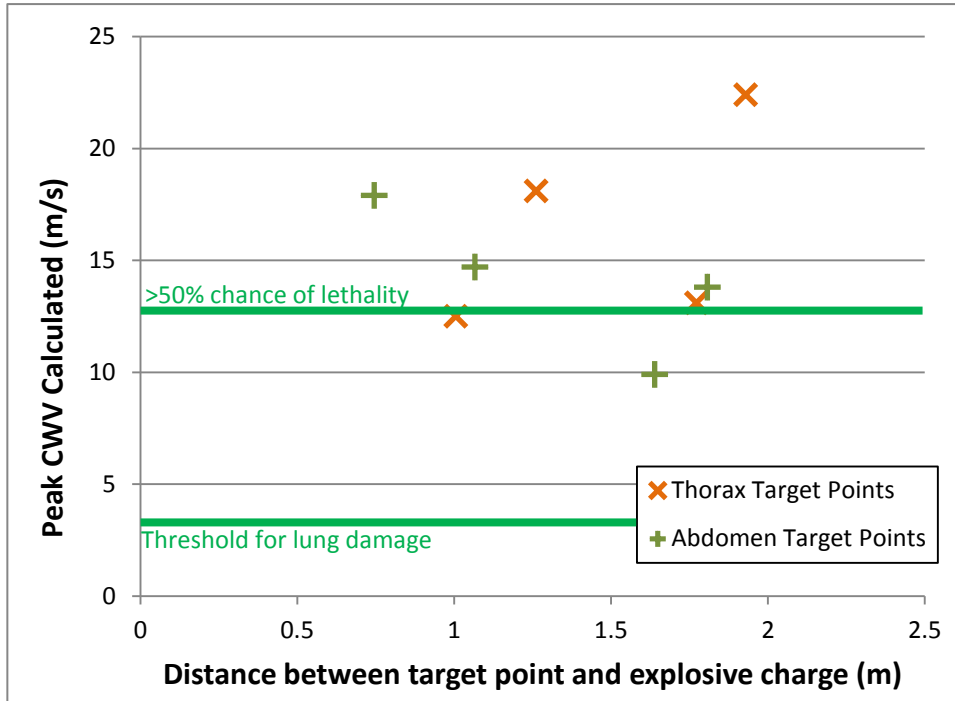 25
20
15
10
5
0
Peak CWV Calculated (m/s)
>50% chance of lethality
Threshold for lung damage
Thorax Target Points
Abdomen Target Points
0 0.5 1 1.5 2 2.5
Distance between target point and explosive charge (m)